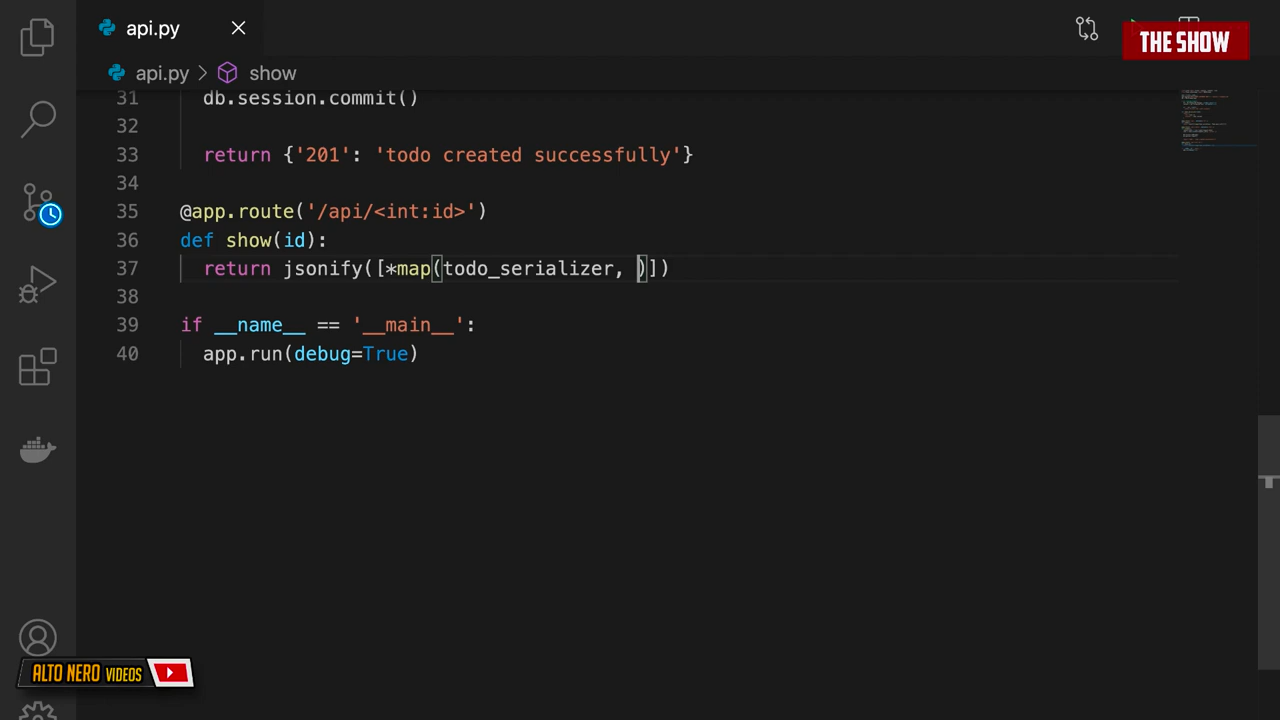 api.py
THE SHOW
api.py > show
31 db.session.commit()
32
33 return {'201': 'todo created successfully'}
34
35 @app.route('/api/<int:id>')
36 def show(id):
37 return jsonify([*map(todo_serializer, )])
38
39 if __name__ == '__main__':
40 app.run(debug=True)
ALTO NERO VIDEOS